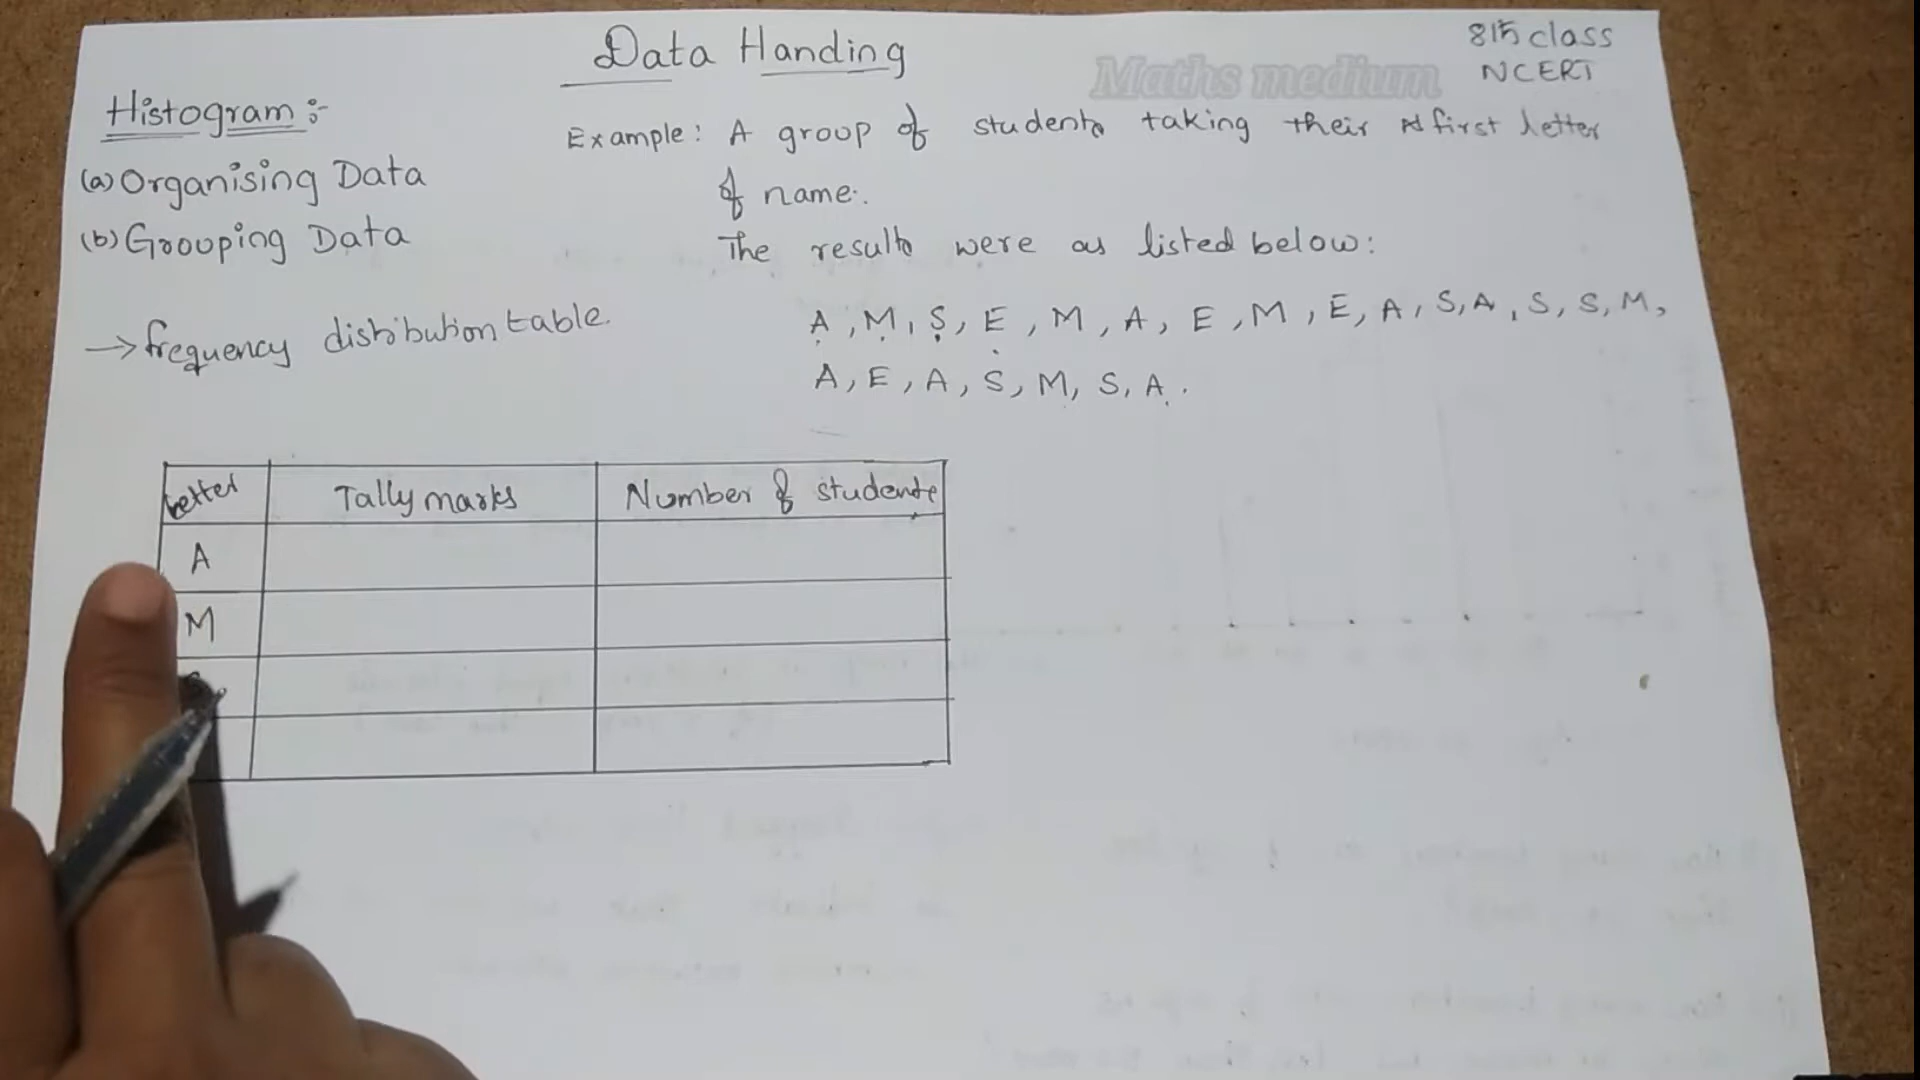 Data Handing
8th class
NCERT
Maths medium
Histogram :-
(a) Organising Data
(b) Grouping Data
→ frequency distribution table.
Example: A group of students taking their first letter
of name:.
The results were as listed below:
A, M, S, E, M, A, E, M, E, A, S, A, S, S, M,
A, E, A, S, M, S, A.
Letter Tally marks Number of students
A
M